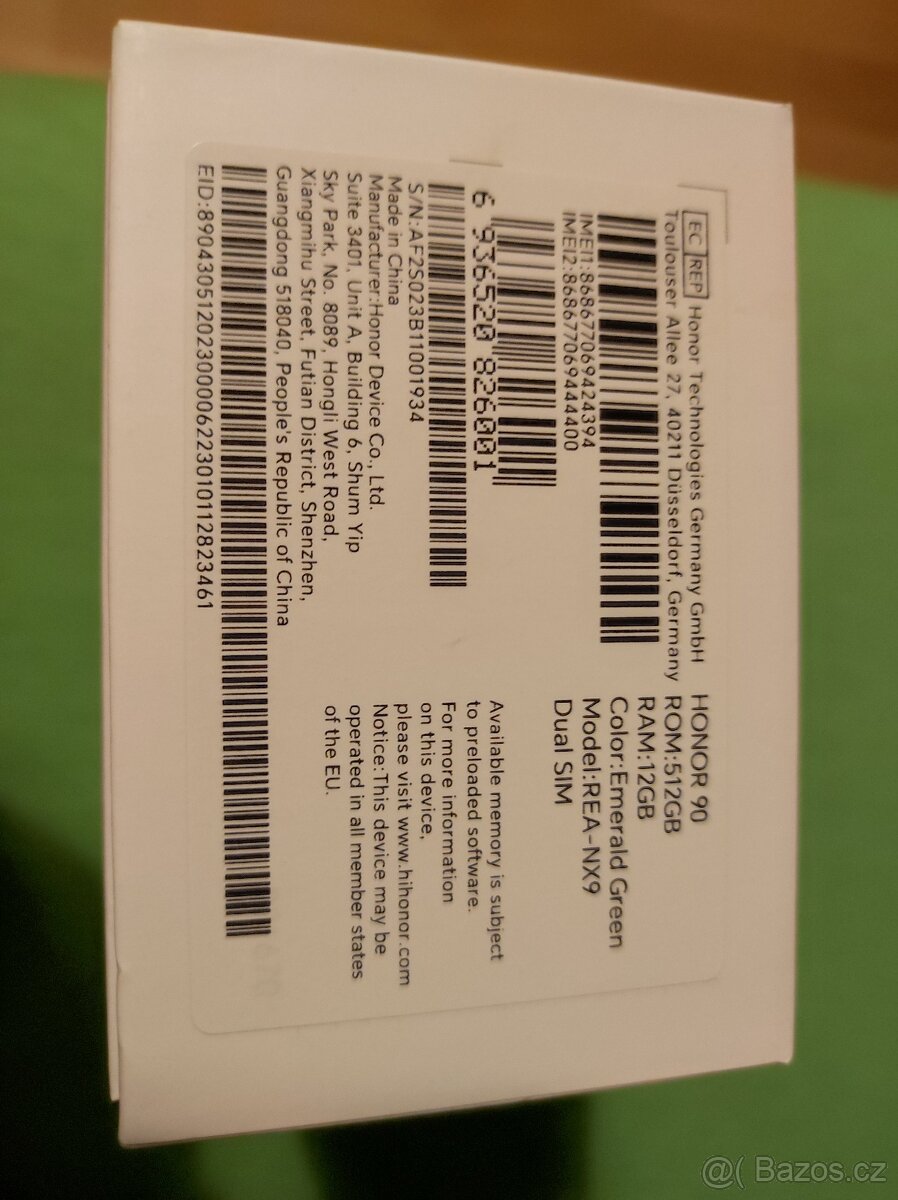 EC REP Honor Technologies Germany GmbH
Toulouser Allee 27, 40211 Düsseldorf, Germany
IMEI1:868677069424394
IMEI2:868677069444400
6 936520 826001
S/N:AF2S023B11001934
Made in China
Manufacturer:Honor Device Co., Ltd.
Suite 3401, Unit A, Building 6, Shum Yip
Sky Park, No. 8089, Hongli West Road,
Xiangmihu Street, Futian District, Shenzhen,
Guangdong 518040, People's Republic of China
EID:89043051202300006223010112823461
HONOR 90
ROM:512GB
RAM:12GB
Color:Emerald Green
Model:REA-NX9
Dual SIM
Available memory is subject
to preloaded software.
For more information
on this device,
please visit www.hihonor.com
Notice:This device may be
operated in all member states
of the EU.
@( Bazos.cz